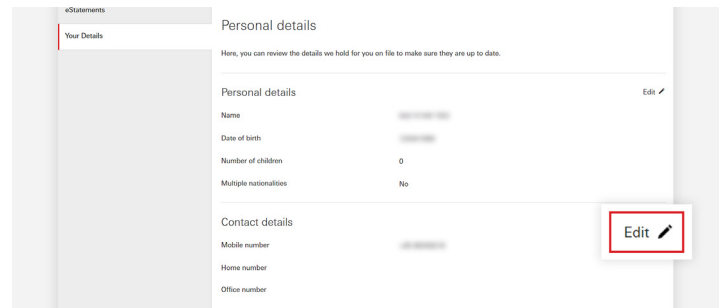 eStatements
Your Details
Personal details
Here, you can review the details we hold for you on file to make sure they are up to date.
Personal details Edit
Name
Date of birth
Number of children 0
Multiple nationalities No
Contact details
Edit
Mobile number
Home number
Office number